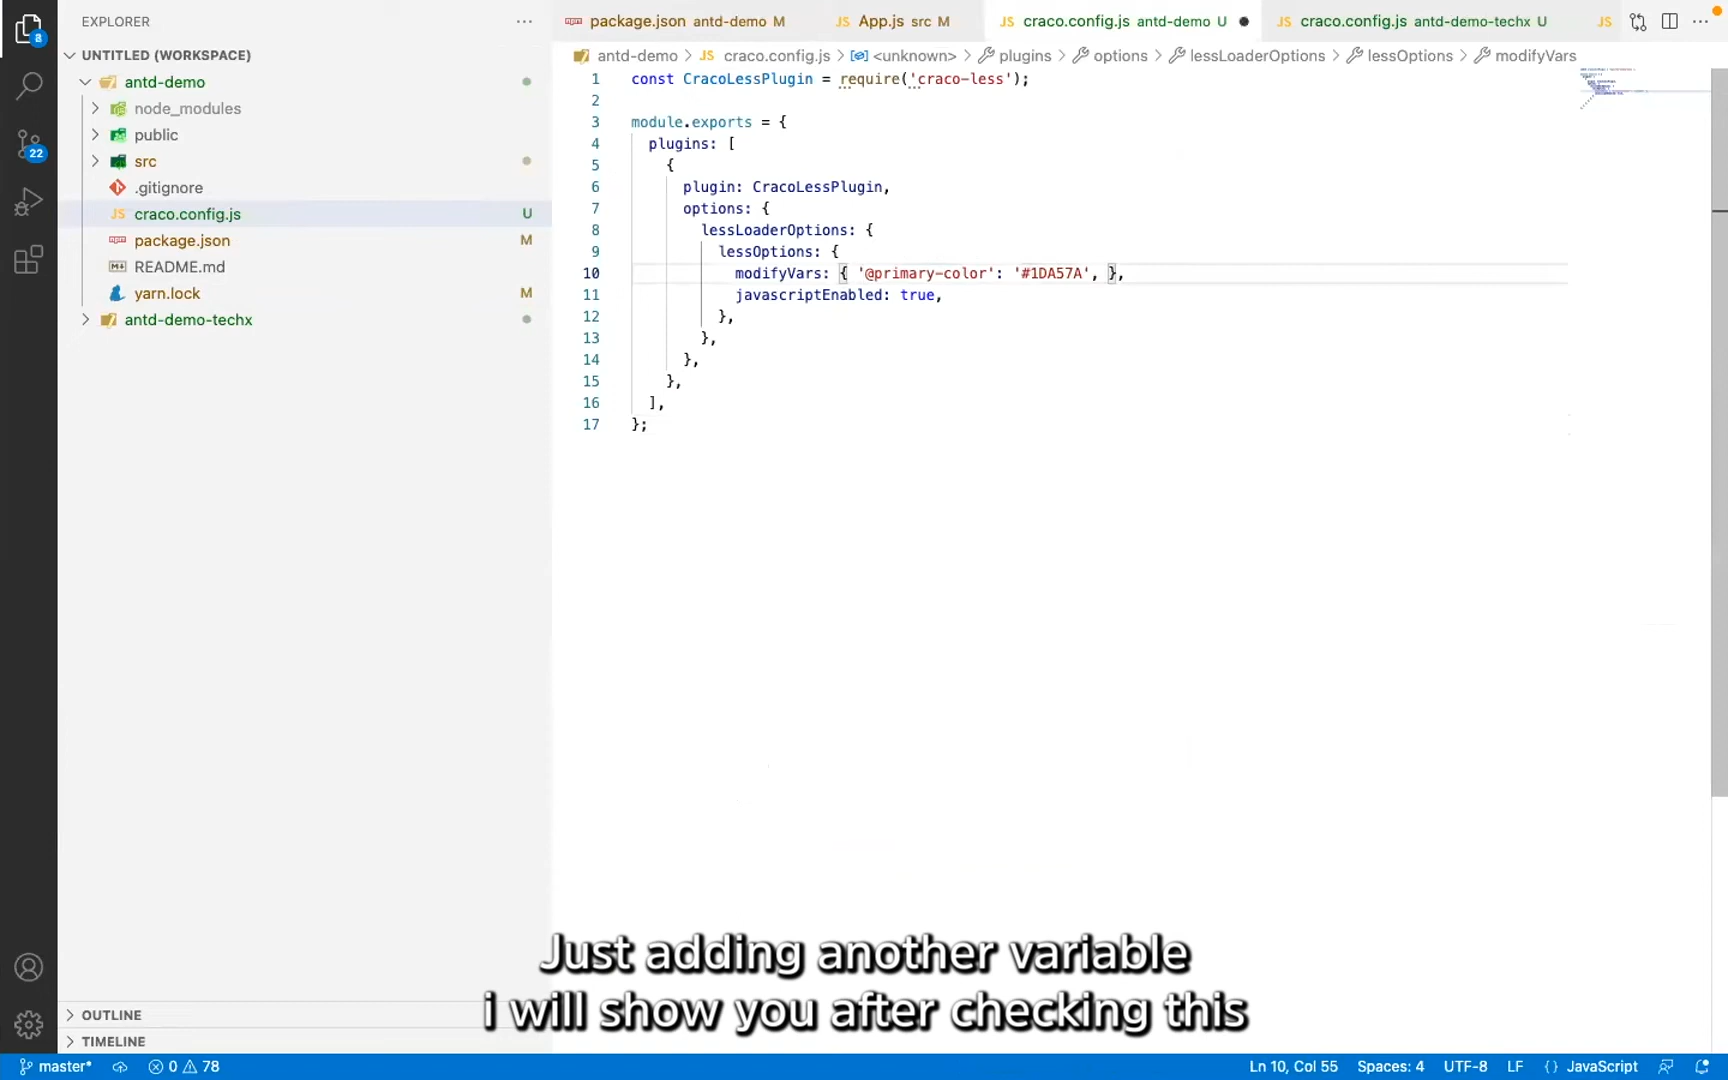 EXPLORER
UNTITLED (WORKSPACE)
antd-demo
node_modules
public
src
.gitignore
craco.config.js U
package.json M
README.md
yarn.lock M
antd-demo-techx
OUTLINE
TIMELINE
8
22
package.json antd-demo M
JS App.js src M
JS craco.config.js antd-demo U
JS craco.config.js antd-demo-techx U
JS
antd-demo > JS craco.config.js > <unknown> > plugins > options > lessLoaderOptions > lessOptions > modifyVars
1 const CracoLessPlugin = require('craco-less');
2
3 module.exports = {
4 plugins: [
5 {
6 plugin: CracoLessPlugin,
7 options: {
8 lessLoaderOptions: {
9 lessOptions: {
10 modifyVars: { '@primary-color': '#1DA57A', },
11 javascriptEnabled: true,
12 },
13 },
14 },
15 },
16 ],
17 };
Just adding another variable
i will show you after checking this
master* 0 78 Ln 10, Col 55 Spaces: 4 UTF-8 LF {} JavaScript